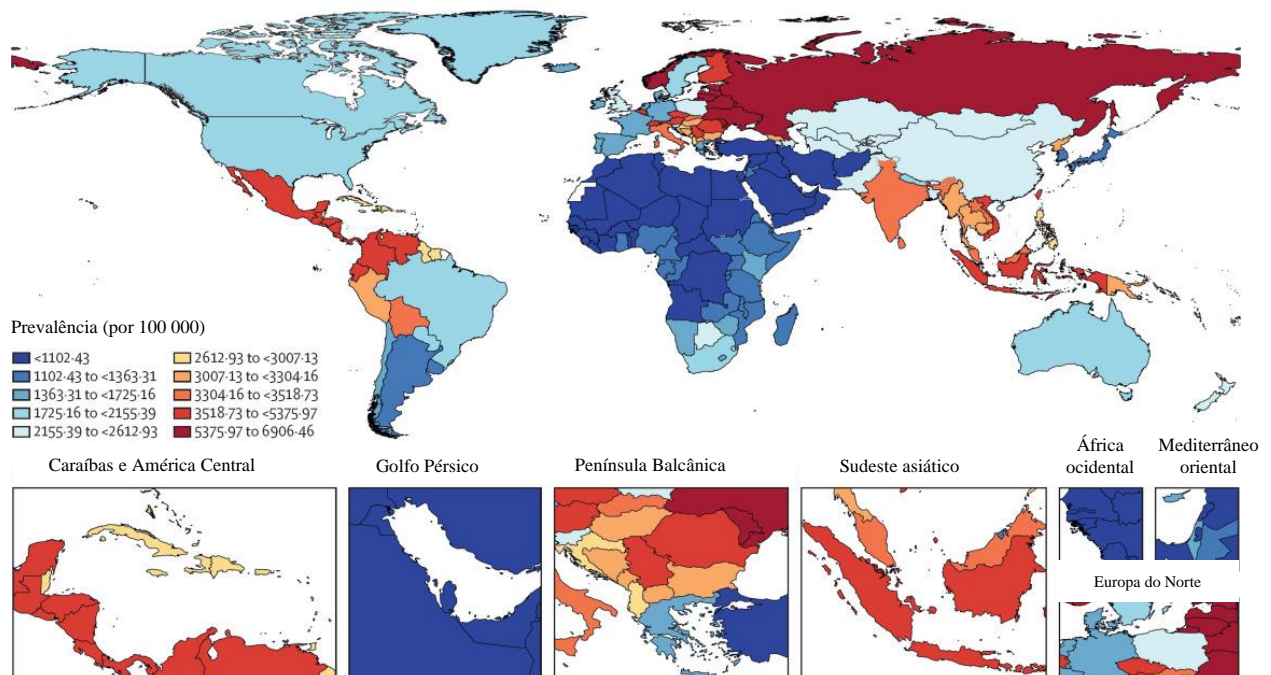 Prevalência (por 100 000)
<1102·43
1102·43 to <1363·31
1363·31 to <1725·16
1725·16 to <2155·39
2155·39 to <2612·93
2612·93 to <3007·13
3007·13 to <3304·16
3304·16 to <3518·73
3518·73 to <5375·97
5375·97 to 6906·46
Caraíbas e América Central
Golfo Pérsico
Península Balcânica
Sudeste asiático
África
ocidental
Mediterrâneo
oriental
Europa do Norte